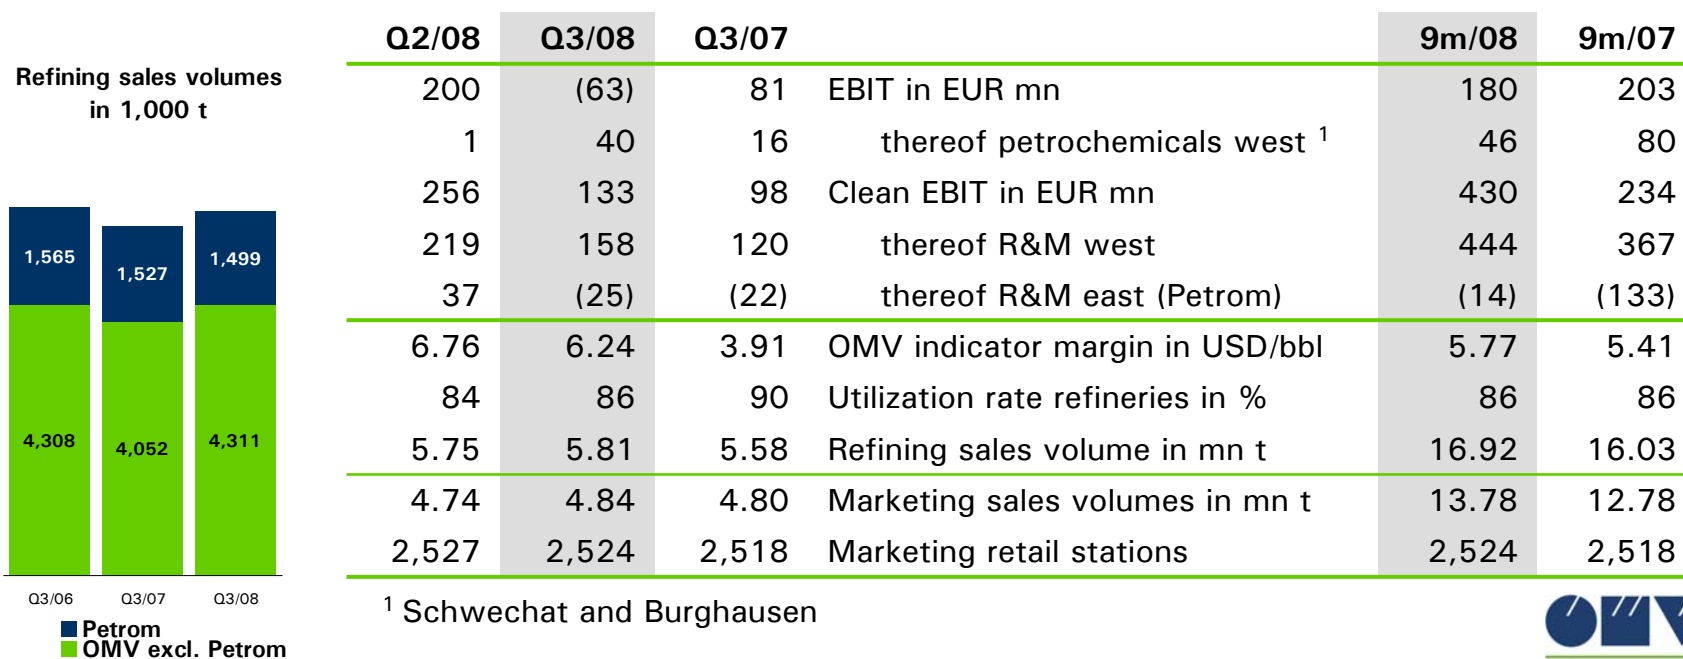 Refining sales volumes
in 1,000 t
1,565
1,527
1,499
4,308
4,052
4,311
Q3/06 Q3/07 Q3/08
Petrom
OMV excl. Petrom
Q2/08 Q3/08 Q3/07 9m/08 9m/07
200 (63) 81 EBIT in EUR mn 180 203
1 40 16 thereof petrochemicals west ¹ 46 80
256 133 98 Clean EBIT in EUR mn 430 234
219 158 120 thereof R&M west 444 367
37 (25) (22) thereof R&M east (Petrom) (14) (133)
6.76 6.24 3.91 OMV indicator margin in USD/bbl 5.77 5.41
84 86 90 Utilization rate refineries in % 86 86
5.75 5.81 5.58 Refining sales volume in mn t 16.92 16.03
4.74 4.84 4.80 Marketing sales volumes in mn t 13.78 12.78
2,527 2,524 2,518 Marketing retail stations 2,524 2,518
¹ Schwechat and Burghausen
OMV